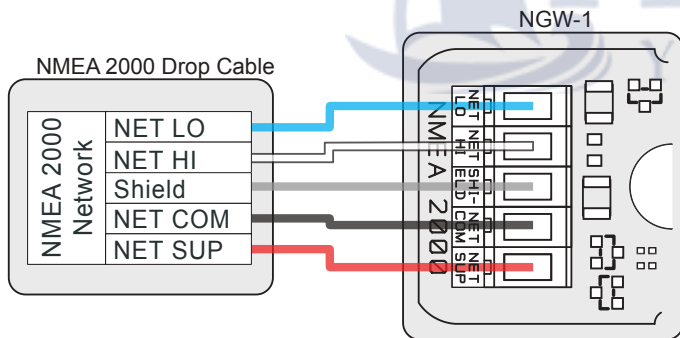 NGW-1
NMEA 2000 Drop Cable
NMEA 2000
Network
NET LO
NET HI
Shield
NET COM
NET SUP
NMEA 2000
NET
LO
NET
HI
SHI-
ELD
NET
COM
NET
SUP
Y